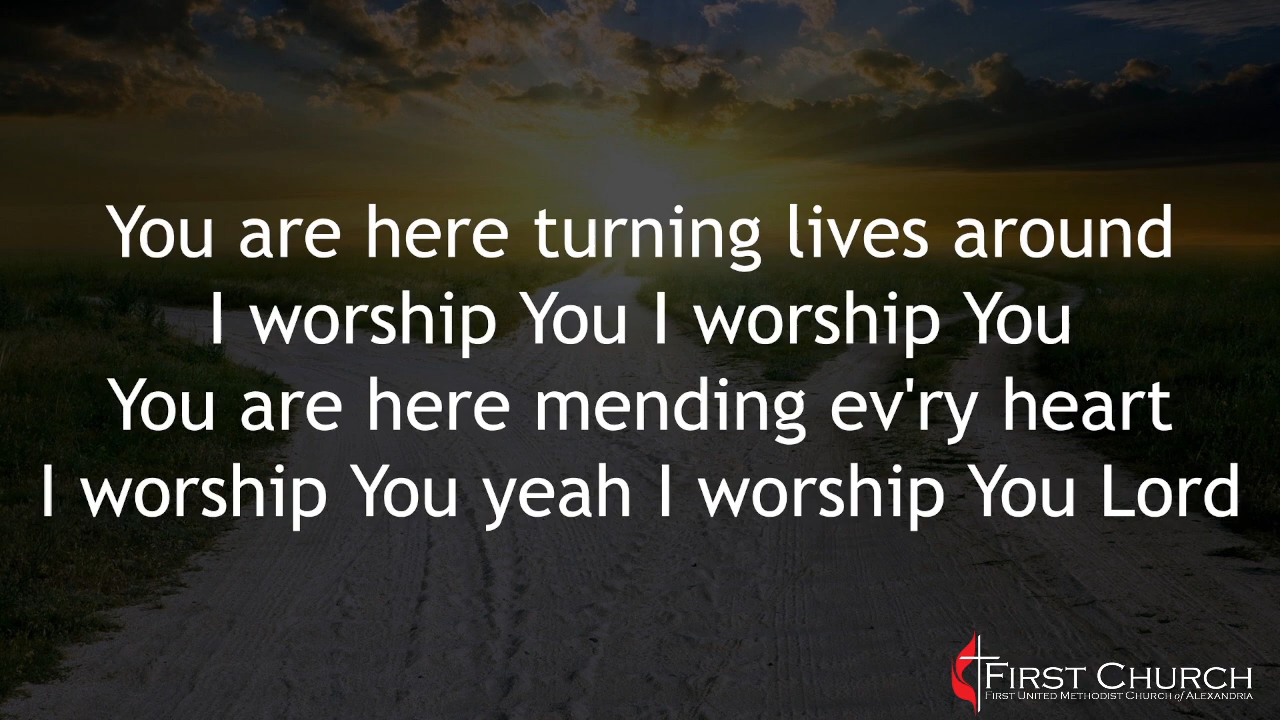 You are here turning lives around
I worship You I worship You
You are here mending ev'ry heart
I worship You yeah I worship You Lord
FIRST CHURCH
FIRST UNITED METHODIST CHURCH of ALEXANDRIA